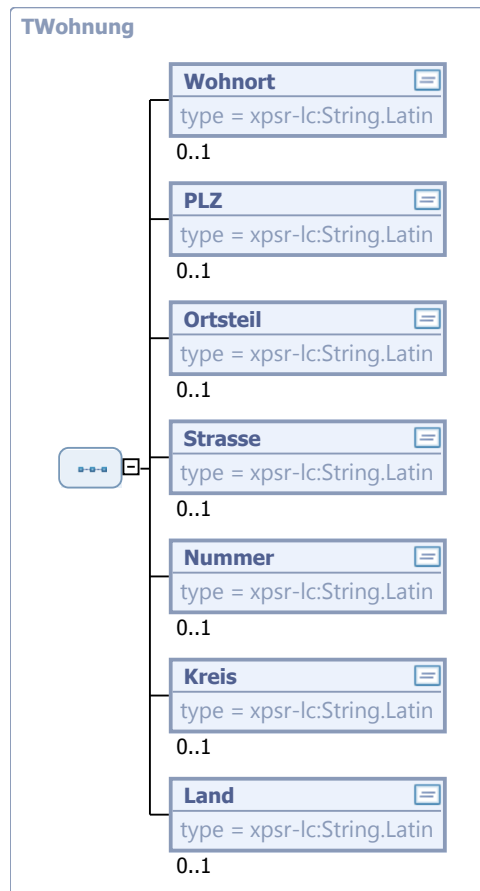 TWohnung
Wohnort
type = xpsr-lc:String.Latin
0..1
PLZ
type = xpsr-lc:String.Latin
0..1
Ortsteil
type = xpsr-lc:String.Latin
0..1
Strasse
type = xpsr-lc:String.Latin
0..1
Nummer
type = xpsr-lc:String.Latin
0..1
Kreis
type = xpsr-lc:String.Latin
0..1
Land
type = xpsr-lc:String.Latin
0..1